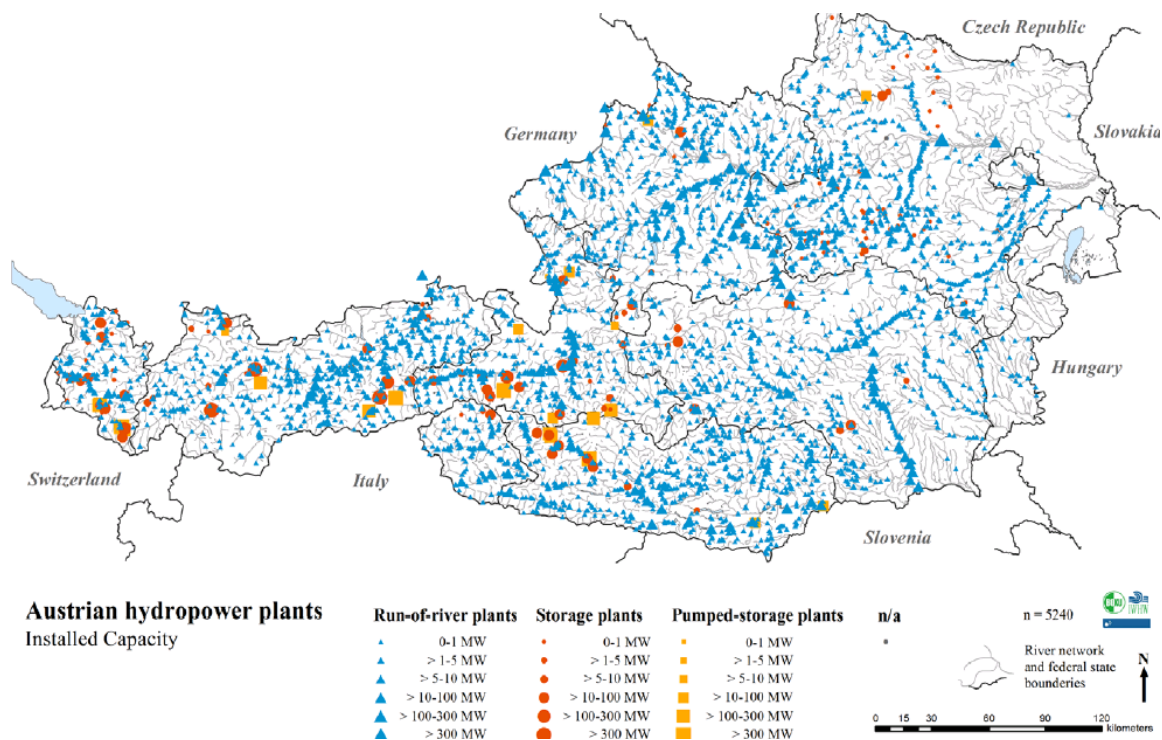 Czech Republic
Germany
Slovakia
Hungary
Switzerland
Italy
Slovenia
Austrian hydropower plants
Installed Capacity
Run-of-river plants
0-1 MW
> 1-5 MW
> 5-10 MW
> 10-100 MW
> 100-300 MW
> 300 MW
Storage plants
0-1 MW
> 1-5 MW
> 5-10 MW
> 10-100 MW
> 100-300 MW
> 300 MW
Pumped-storage plants
0-1 MW
> 1-5 MW
> 5-10 MW
> 10-100 MW
> 100-300 MW
> 300 MW
n/a
n = 5240
River network
and federal state
bounderies
N
0 15 30 60 90 120
kilometers